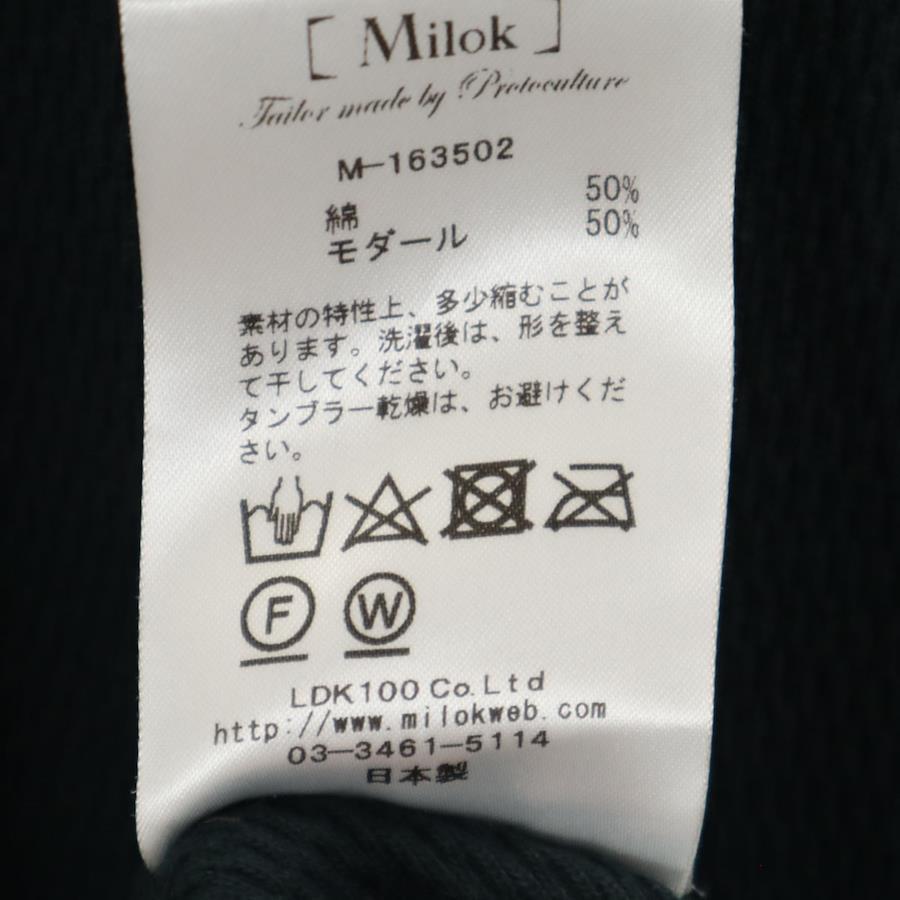 [ Milok ]
Tailor made by Protoculture
M-163502
綿 50%
モダール 50%
素材の特性上、多少縮むことが
あります。洗濯後は、形を整え
て干してください。
タンブラー乾燥は、お避けくだ
さい。
F W
LDK100 Co.Ltd
http://www.milokweb.com
03-3461-5114
日本製